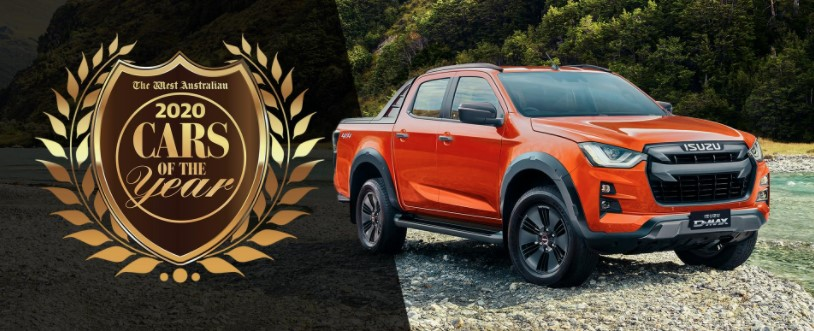 The West Australian
2020
CARS
OF THE
Year
ISUZU
D-MAX